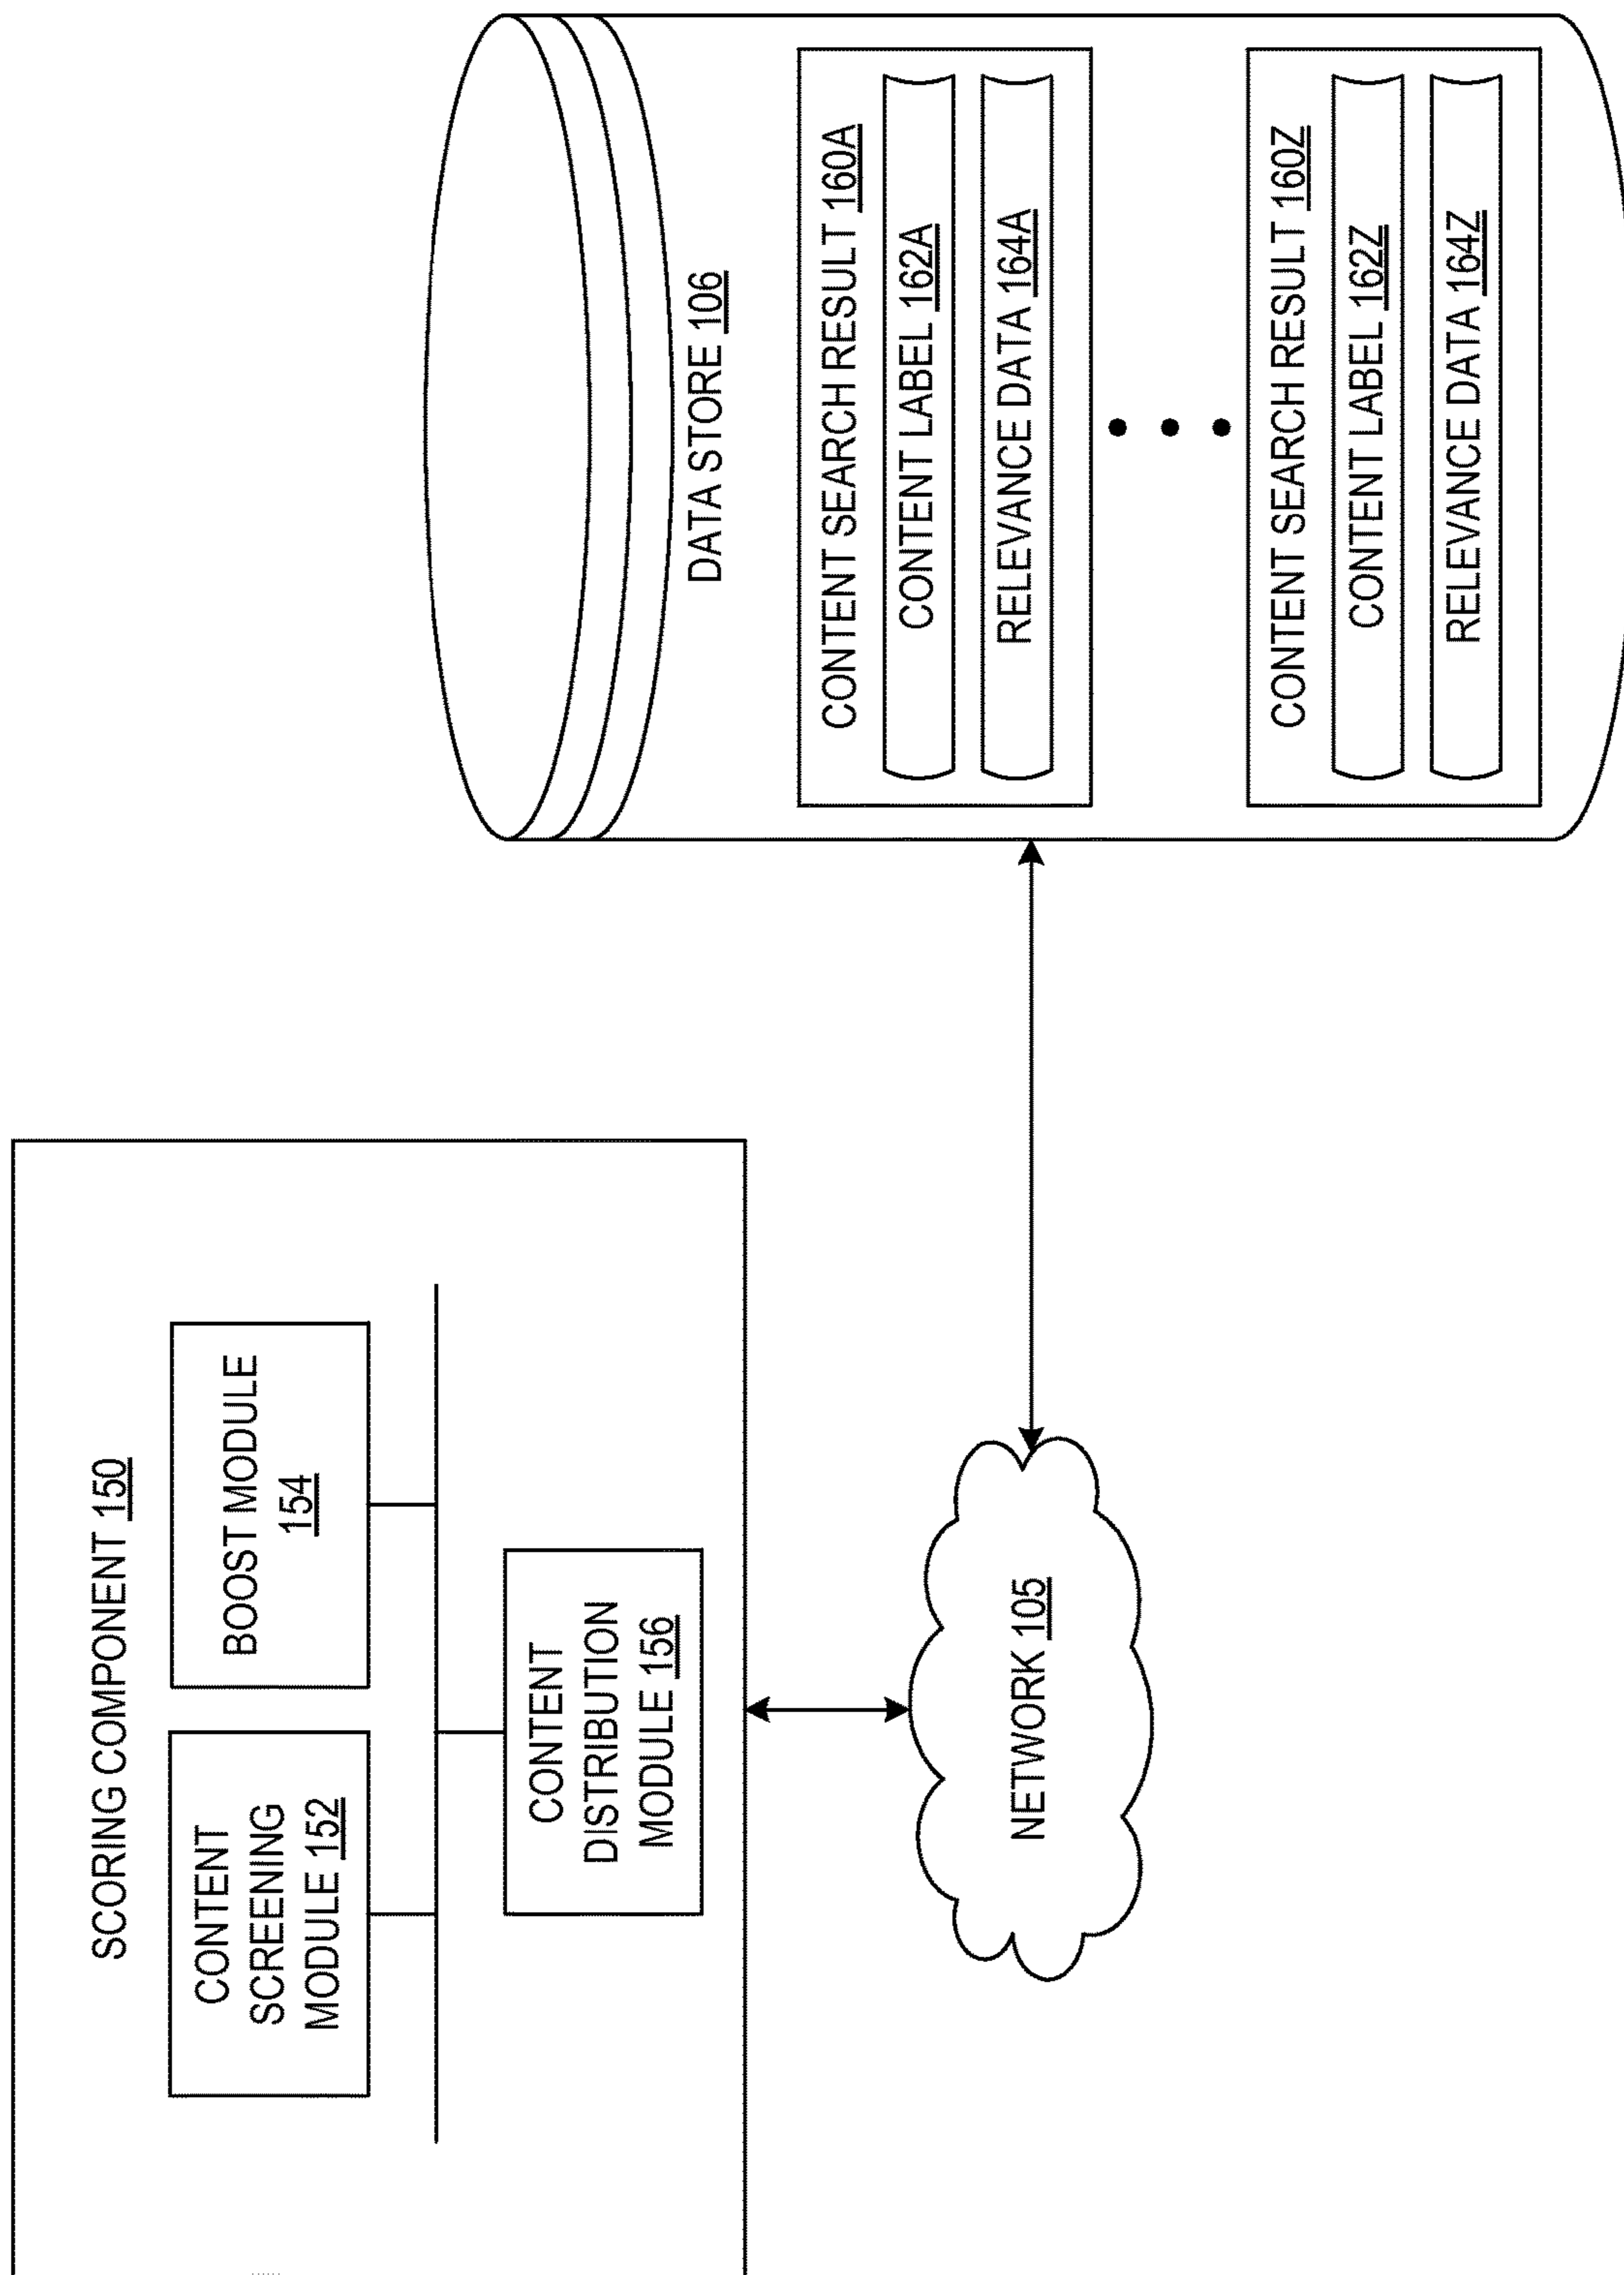 SCORING COMPONENT 150
CONTENT
SCREENING
MODULE 152
BOOST MODULE
154
CONTENT
DISTRIBUTION
MODULE 156
NETWORK 105
DATA STORE 106
CONTENT SEARCH RESULT 160A
CONTENT LABEL 162A
RELEVANCE DATA 164A
CONTENT SEARCH RESULT 160Z
CONTENT LABEL 162Z
RELEVANCE DATA 164Z